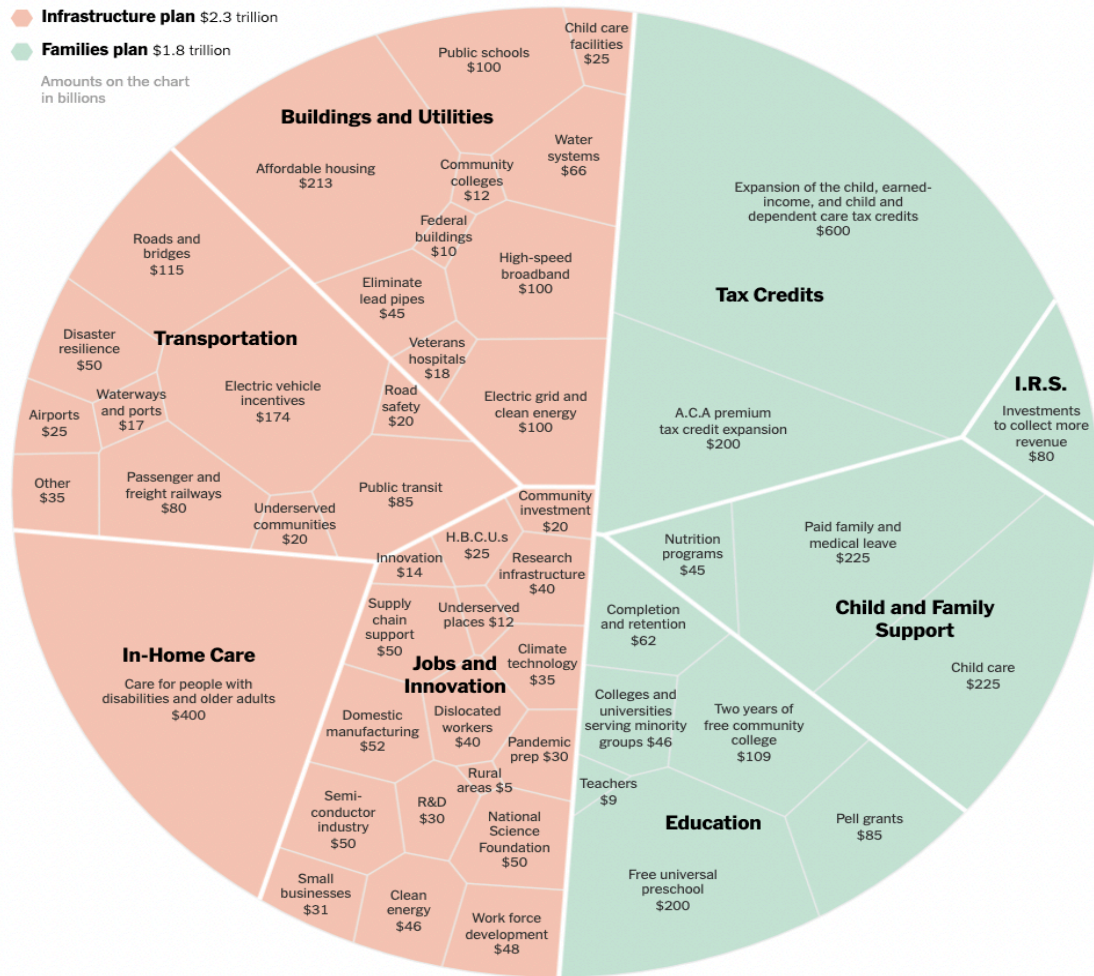 Infrastructure plan $2.3 trillion
Families plan $1.8 trillion
Amounts on the chart
in billions
Buildings and Utilities
Public schools
$100
Child care
facilities
$25
Affordable housing
$213
Community
colleges
$12
Water
systems
$66
Federal
buildings
$10
High-speed
broadband
$100
Eliminate
lead pipes
$45
Veterans
hospitals
$18
Electric grid and
clean energy
$100
Transportation
Roads and
bridges
$115
Disaster
resilience
$50
Electric vehicle
incentives
$174
Road
safety
$20
Airports
$25
Waterways
and ports
$17
Other
$35
Passenger and
freight railways
$80
Underserved
communities
$20
Public transit
$85
In-Home Care
Care for people with
disabilities and older adults
$400
Jobs and
Innovation
Community
investment
$20
H.B.C.U.s
$25
Innovation
$14
Research
infrastructure
$40
Supply
chain
support
$50
Underserved
places $12
Climate
technology
$35
Domestic
manufacturing
$52
Dislocated
workers
$40
Pandemic
prep $30
Rural
areas $5
Semi-
conductor
industry
$50
R&D
$30
National
Science
Foundation
$50
Small
businesses
$31
Clean
energy
$46
Work force
development
$48
Tax Credits
Expansion of the child, earned-
income, and child and
dependent care tax credits
$600
A.C.A premium
tax credit expansion
$200
I.R.S.
Investments
to collect more
revenue
$80
Child and Family
Support
Nutrition
programs
$45
Paid family and
medical leave
$225
Child care
$225
Education
Completion
and retention
$62
Colleges and
universities
serving minority
groups $46
Two years of
free community
college
$109
Teachers
$9
Pell grants
$85
Free universal
preschool
$200